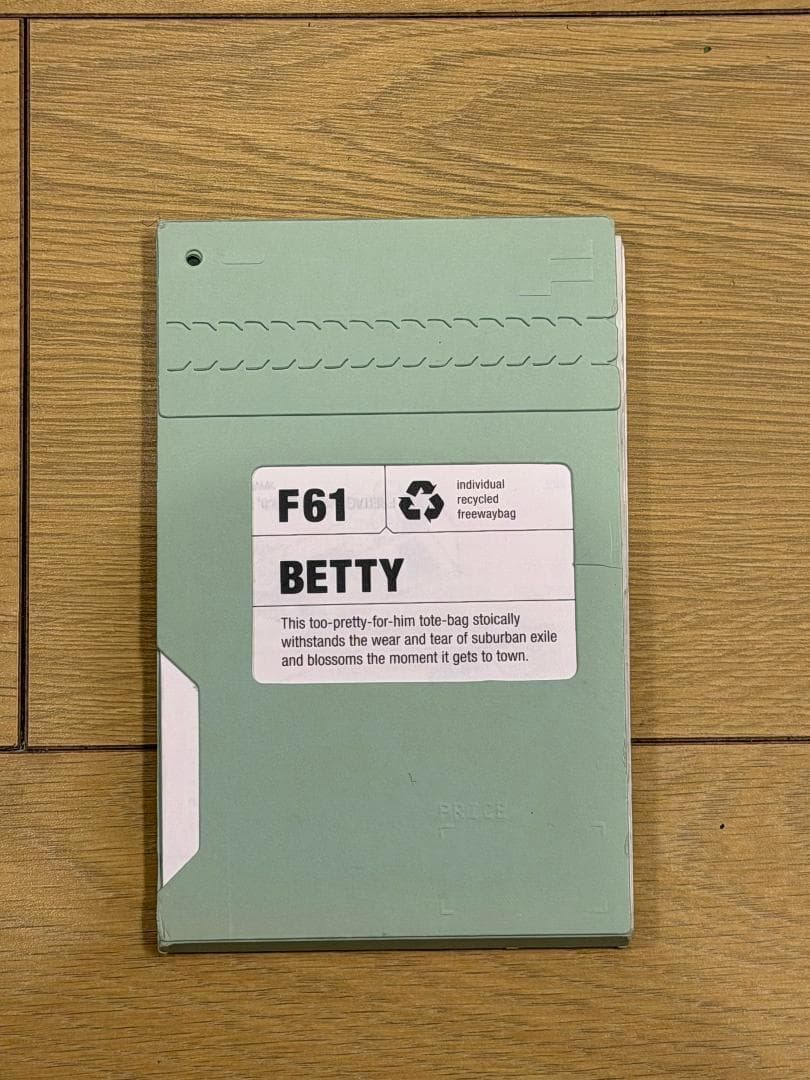 F61
individual
recycled
freewaybag
BETTY
This too-pretty-for-him tote-bag stoically
withstands the wear and tear of suburban exile
and blossoms the moment it gets to town.
PRICE